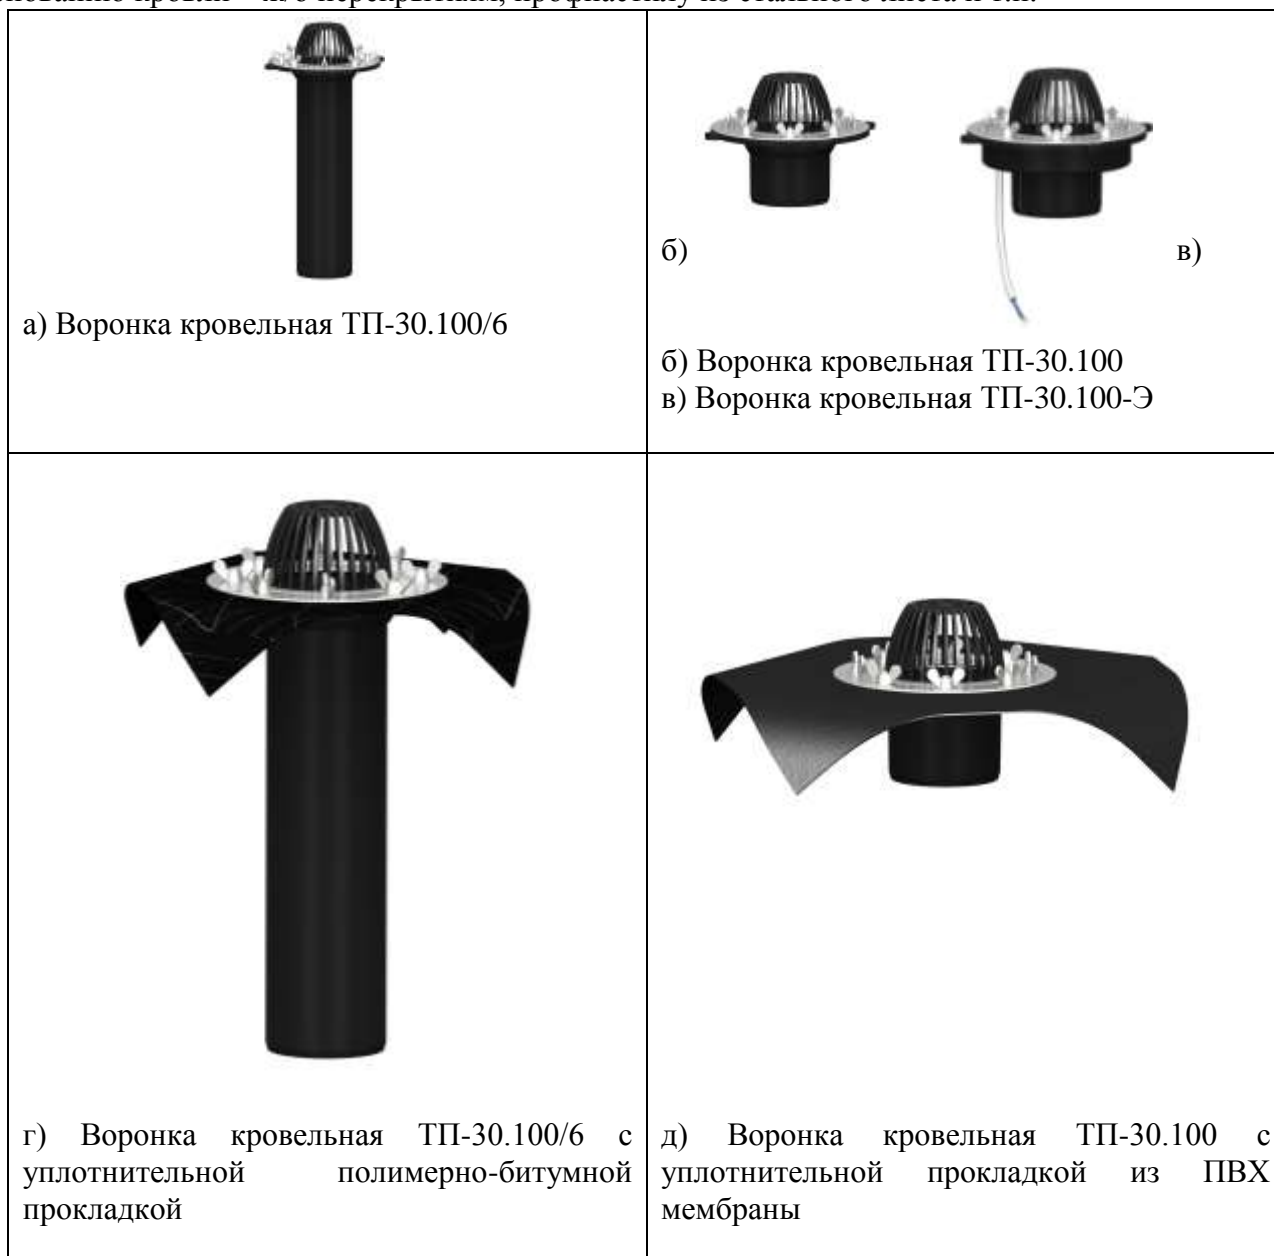 а) Воронка кровельная ТП-30.100/6
б) в)
б) Воронка кровельная ТП-30.100
в) Воронка кровельная ТП-30.100-Э
г) Воронка кровельная ТП-30.100/6 с
уплотнительной полимерно-битумной
прокладкой
д) Воронка кровельная ТП-30.100 с
уплотнительной прокладкой из ПВХ
мембраны